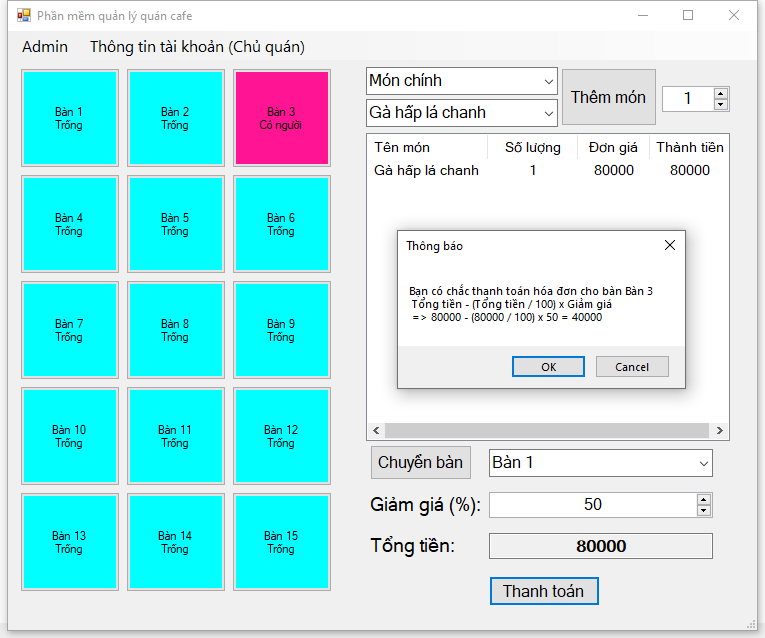 Phần mềm quản lý quán cafe
Admin Thông tin tài khoản (Chủ quán)
Bàn 1
Trống
Bàn 2
Trống
Bàn 3
Có người
Bàn 4
Trống
Bàn 5
Trống
Bàn 6
Trống
Bàn 7
Trống
Bàn 8
Trống
Bàn 9
Trống
Bàn 10
Trống
Bàn 11
Trống
Bàn 12
Trống
Bàn 13
Trống
Bàn 14
Trống
Bàn 15
Trống
Món chính
Gà hấp lá chanh
Thêm món
1
Tên món Số lượng Đơn giá Thành tiền
Gà hấp lá chanh 1 80000 80000
Thông báo
Bạn có chắc thanh toán hóa đơn cho bàn Bàn 3
Tổng tiền - (Tổng tiền / 100) x Giảm giá
=> 80000 - (80000 / 100) x 50 = 40000
OK Cancel
Chuyển bàn Bàn 1
Giảm giá (%): 50
Tổng tiền: 80000
Thanh toán